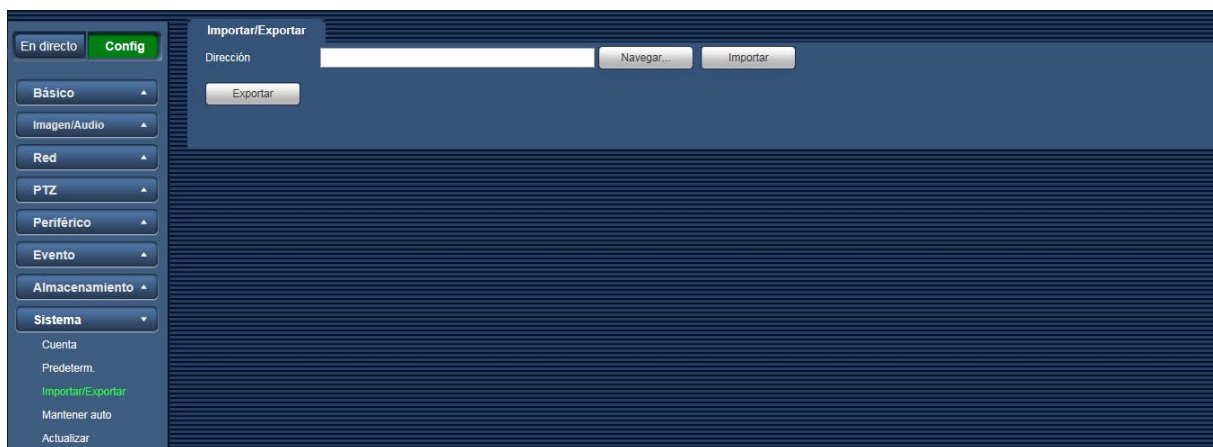 En directo
Config
Básico
Imagen/Audio
Red
PTZ
Periférico
Evento
Almacenamiento
Sistema
Cuenta
Predeterm.
Importar/Exportar
Mantener auto
Actualizar
Importar/Exportar
Dirección
Navegar...
Importar
Exportar